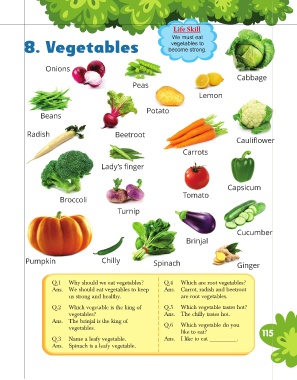 Life Skill
We must eat
vegetables to
become strong.
8. Vegetables
Onions
Peas
Lemon
Cabbage
Beans
Potato
Radish
Beetroot
Carrots
Cauliflower
Lady's finger
Broccoli
Turnip
Tomato
Capsicum
Brinjal
Cucumber
Pumpkin
Chilly
Spinach
Ginger
Q.1 Why should we eat vegetables?
Ans. We should eat vegetables to keep
us strong and healthy.
Q.2 Which vegetable is the king of
vegetables?
Ans. The brinjal is the king of
vegetables.
Q.3 Name a leafy vegetable.
Ans. Spinach is a leafy vegetable.
Q.4 Which are root vegetables?
Ans. Carrot, radish and beetroot
are root vegetables.
Q.5 Which vegetable tastes hot?
Ans. The chilly tastes hot.
Q.6 Which vegetable do you
like to eat?
Ans. I like to eat ________.
115